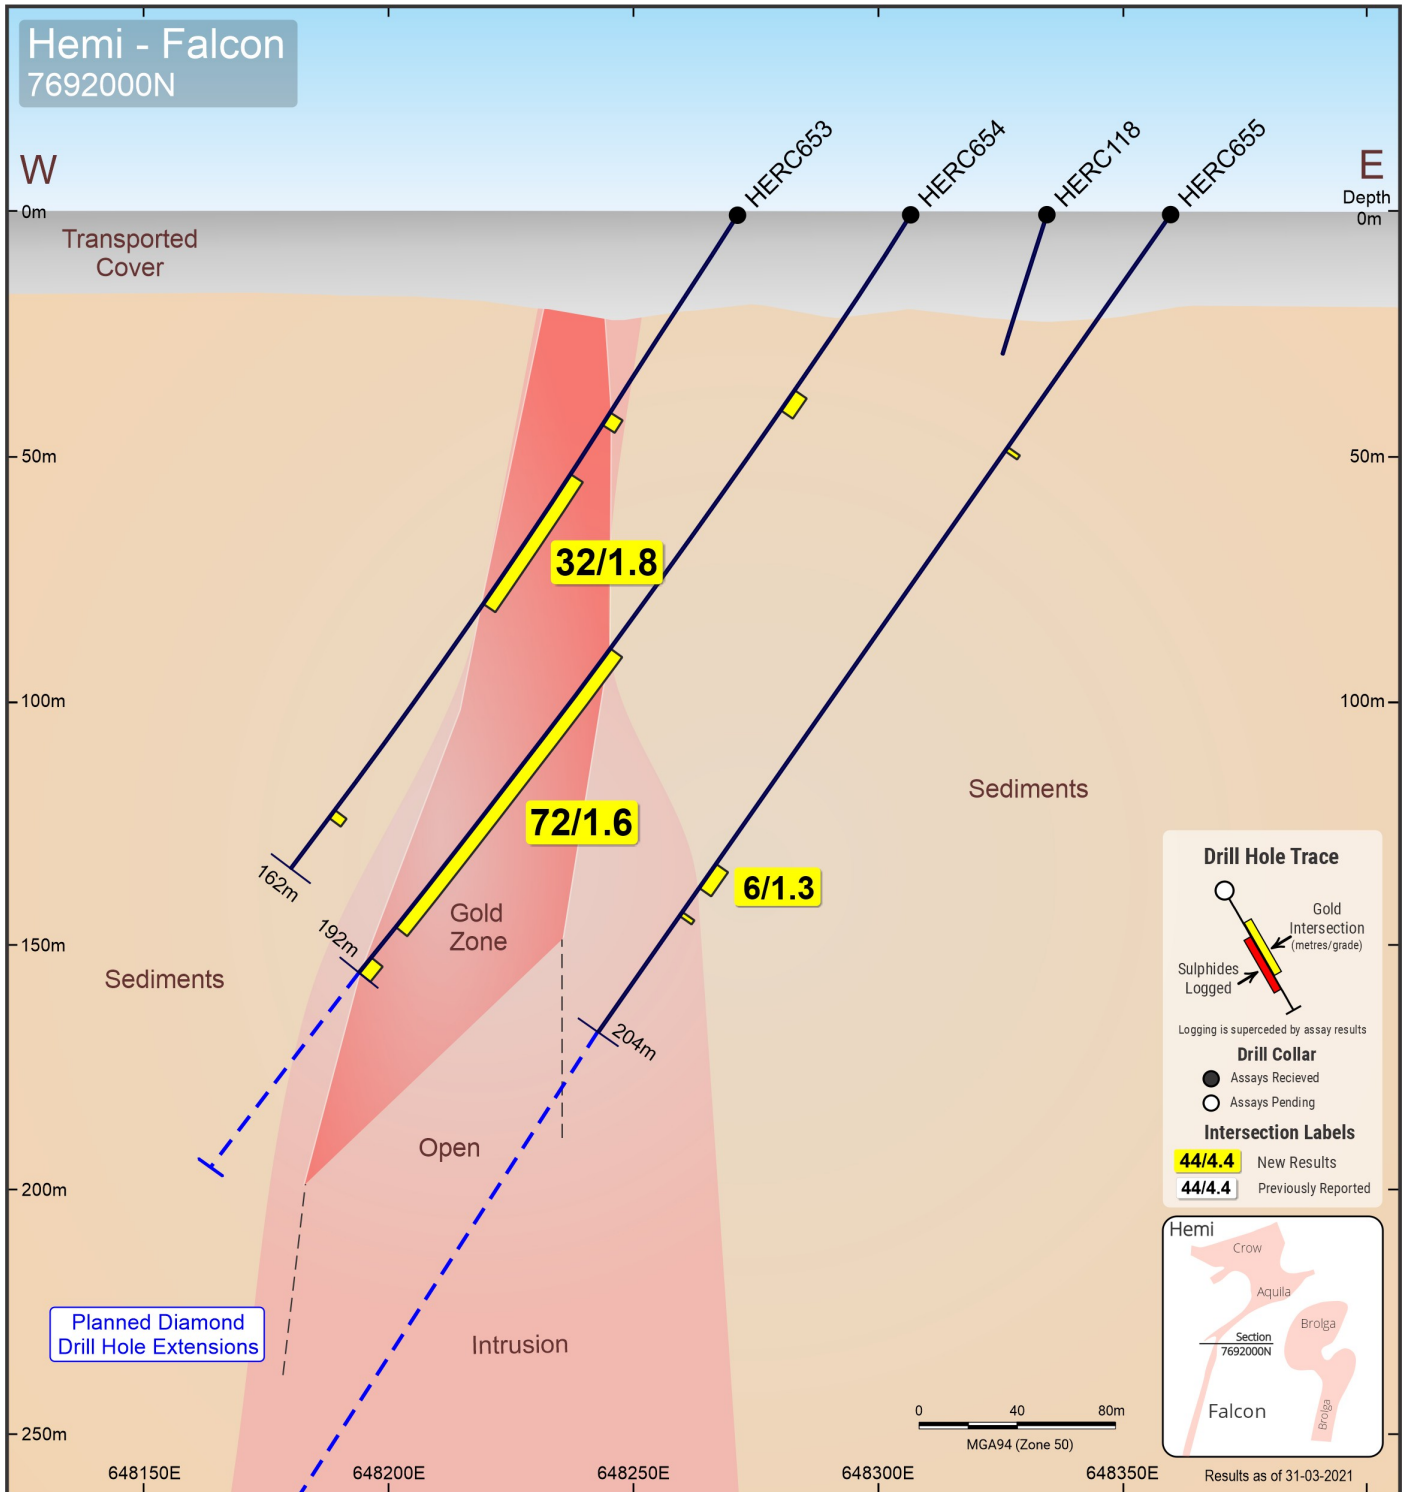 Hemi - Falcon
7692000N
W
E
HERC653
HERC654
HERC118
HERC655
Depth
0m
0m
Transported
Cover
50m
50m
32/1.8
100m
100m
Sediments
72/1.6
6/1.3
162m
192m
204m
Gold
Zone
150m
Sediments
Open
200m
Planned Diamond
Drill Hole Extensions
Intrusion
250m
Drill Hole Trace
Gold
Intersection
(metres/grade)
Sulphides
Logged
Logging is superceded by assay results
Drill Collar
Assays Recieved
Assays Pending
Intersection Labels
44/4.4 New Results
44/4.4 Previously Reported
Hemi
Crow
Aquila
Brolga
Section
7692000N
Falcon
Brolga
0 40 80m
MGA94 (Zone 50)
648150E 648200E 648250E 648300E 648350E
Results as of 31-03-2021